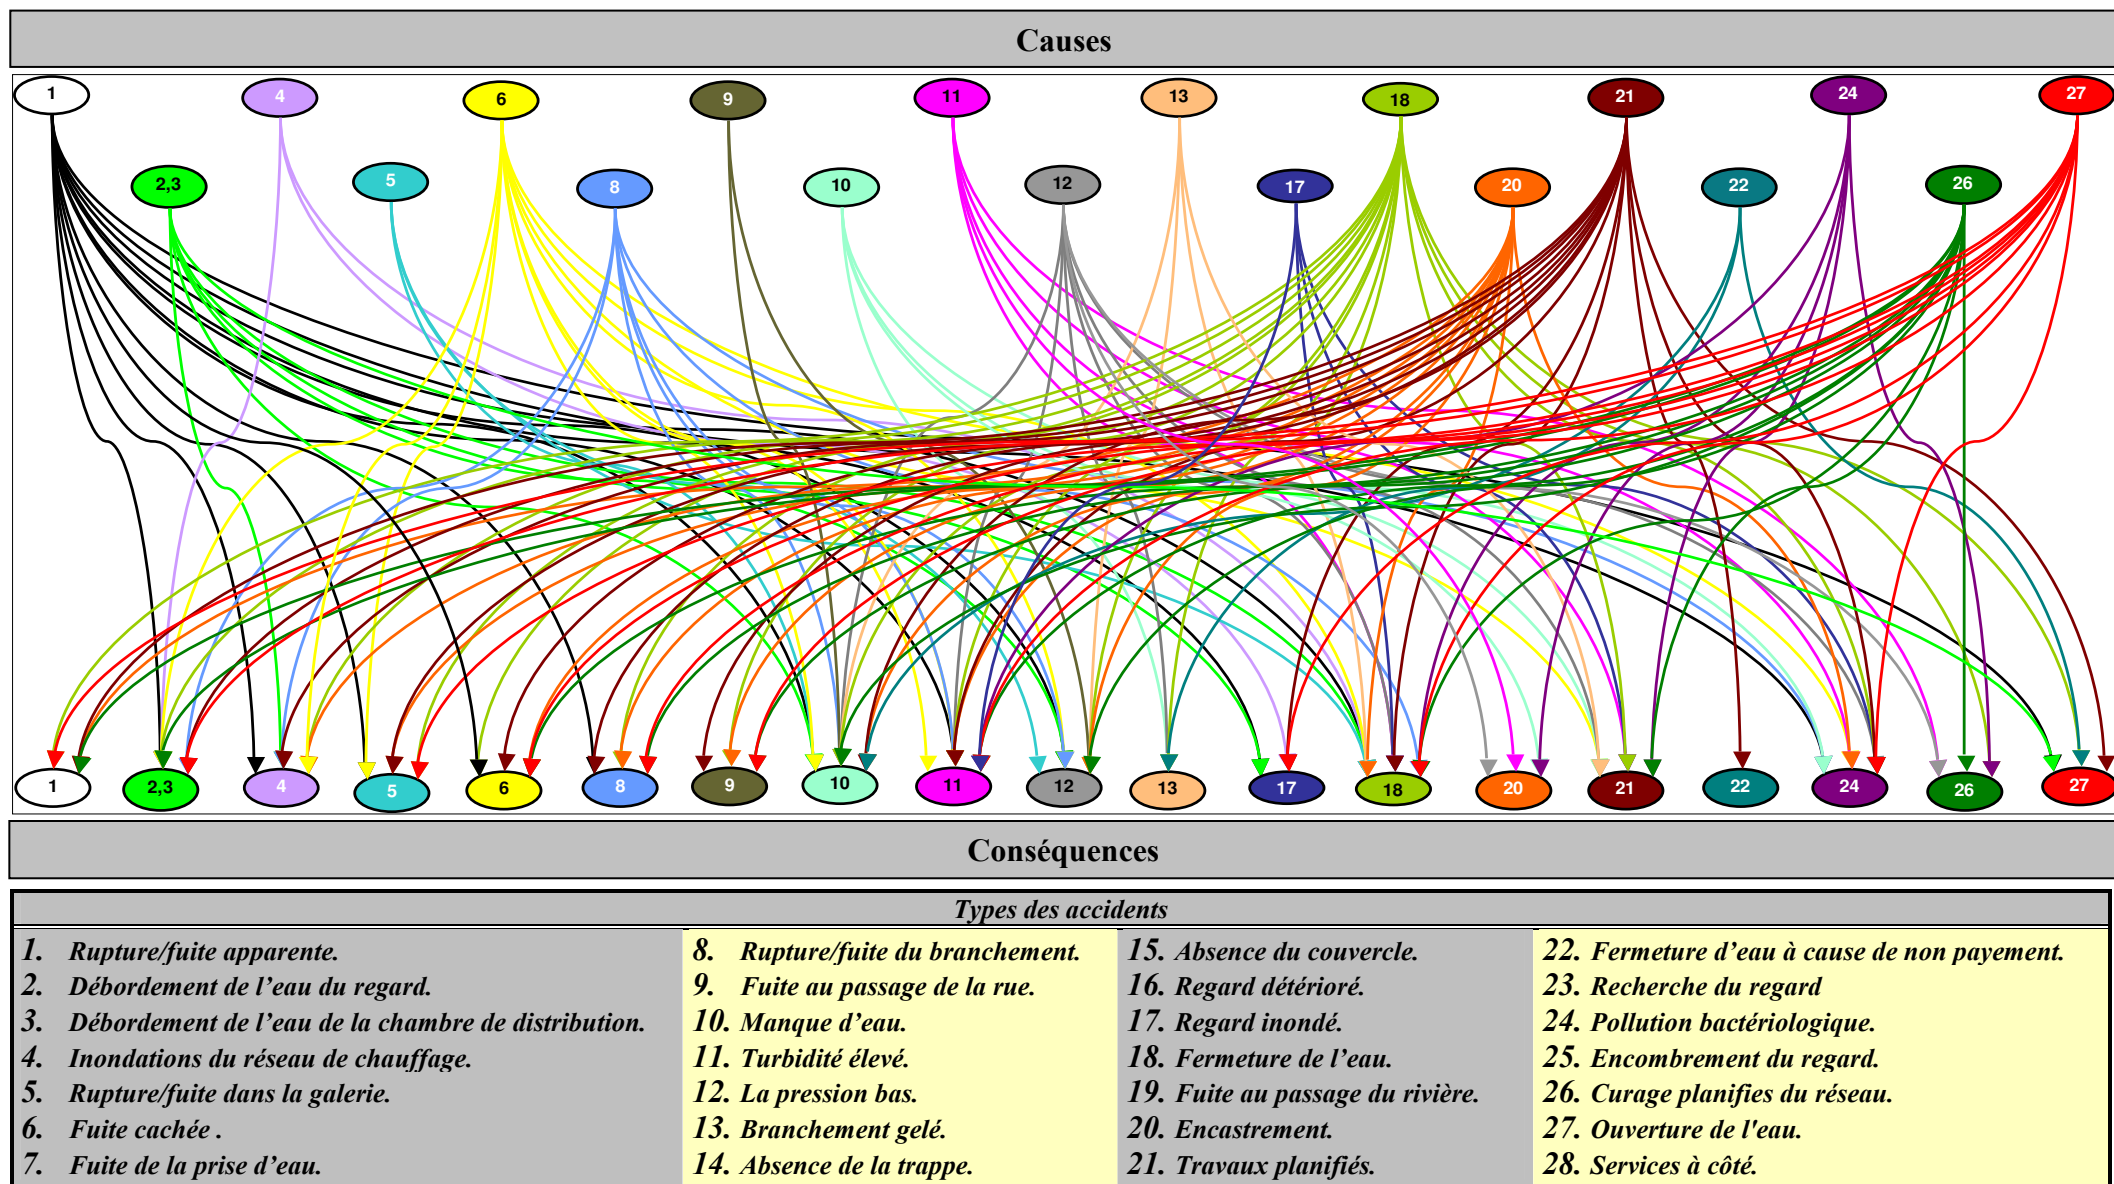 Causes
1 4 6 9 11 13 18 21 24 27
2,3 5 8 10 12 17 20 22 26
1 2,3 4 5 6 8 9 10 11 12 13 17 18 20 21 22 24 26 27
Conséquences
Types des accidents
1. Rupture/fuite apparente.
2. Débordement de l’eau du regard.
3. Débordement de l’eau de la chambre de distribution.
4. Inondations du réseau de chauffage.
5. Rupture/fuite dans la galerie.
6. Fuite cachée .
7. Fuite de la prise d’eau.
8. Rupture/fuite du branchement.
9. Fuite au passage de la rue.
10. Manque d’eau.
11. Turbidité élevé.
12. La pression bas.
13. Branchement gelé.
14. Absence de la trappe.
15. Absence du couvercle.
16. Regard détérioré.
17. Regard inondé.
18. Fermeture de l’eau.
19. Fuite au passage du rivière.
20. Encastrement.
21. Travaux planifiés.
22. Fermeture d’eau à cause de non payement.
23. Recherche du regard
24. Pollution bactériologique.
25. Encombrement du regard.
26. Curage planifies du réseau.
27. Ouverture de l'eau.
28. Services à côté.